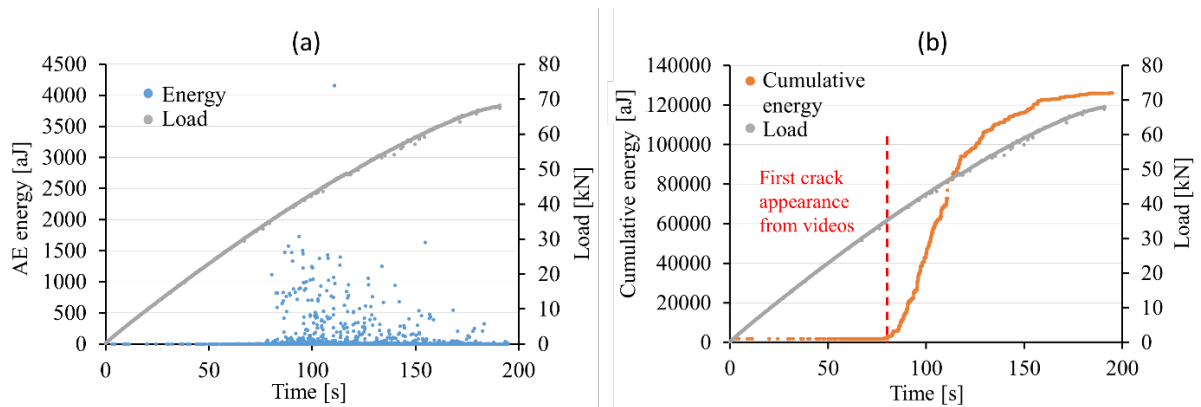 (a)
4500
4000
3500
3000
2500
2000
1500
1000
500
0
AE energy [aJ]
Energy
Load
80
70
60
50
40
30
20
10
0
Load [kN]
0
50
100
150
200
Time [s]
(b)
140000
120000
100000
80000
60000
40000
20000
0
Cumulative energy [aJ]
Cumulative
energy
Load
First crack
appearance
from videos
80
70
60
50
40
30
20
10
0
Load [kN]
0
50
100
150
200
Time [s]